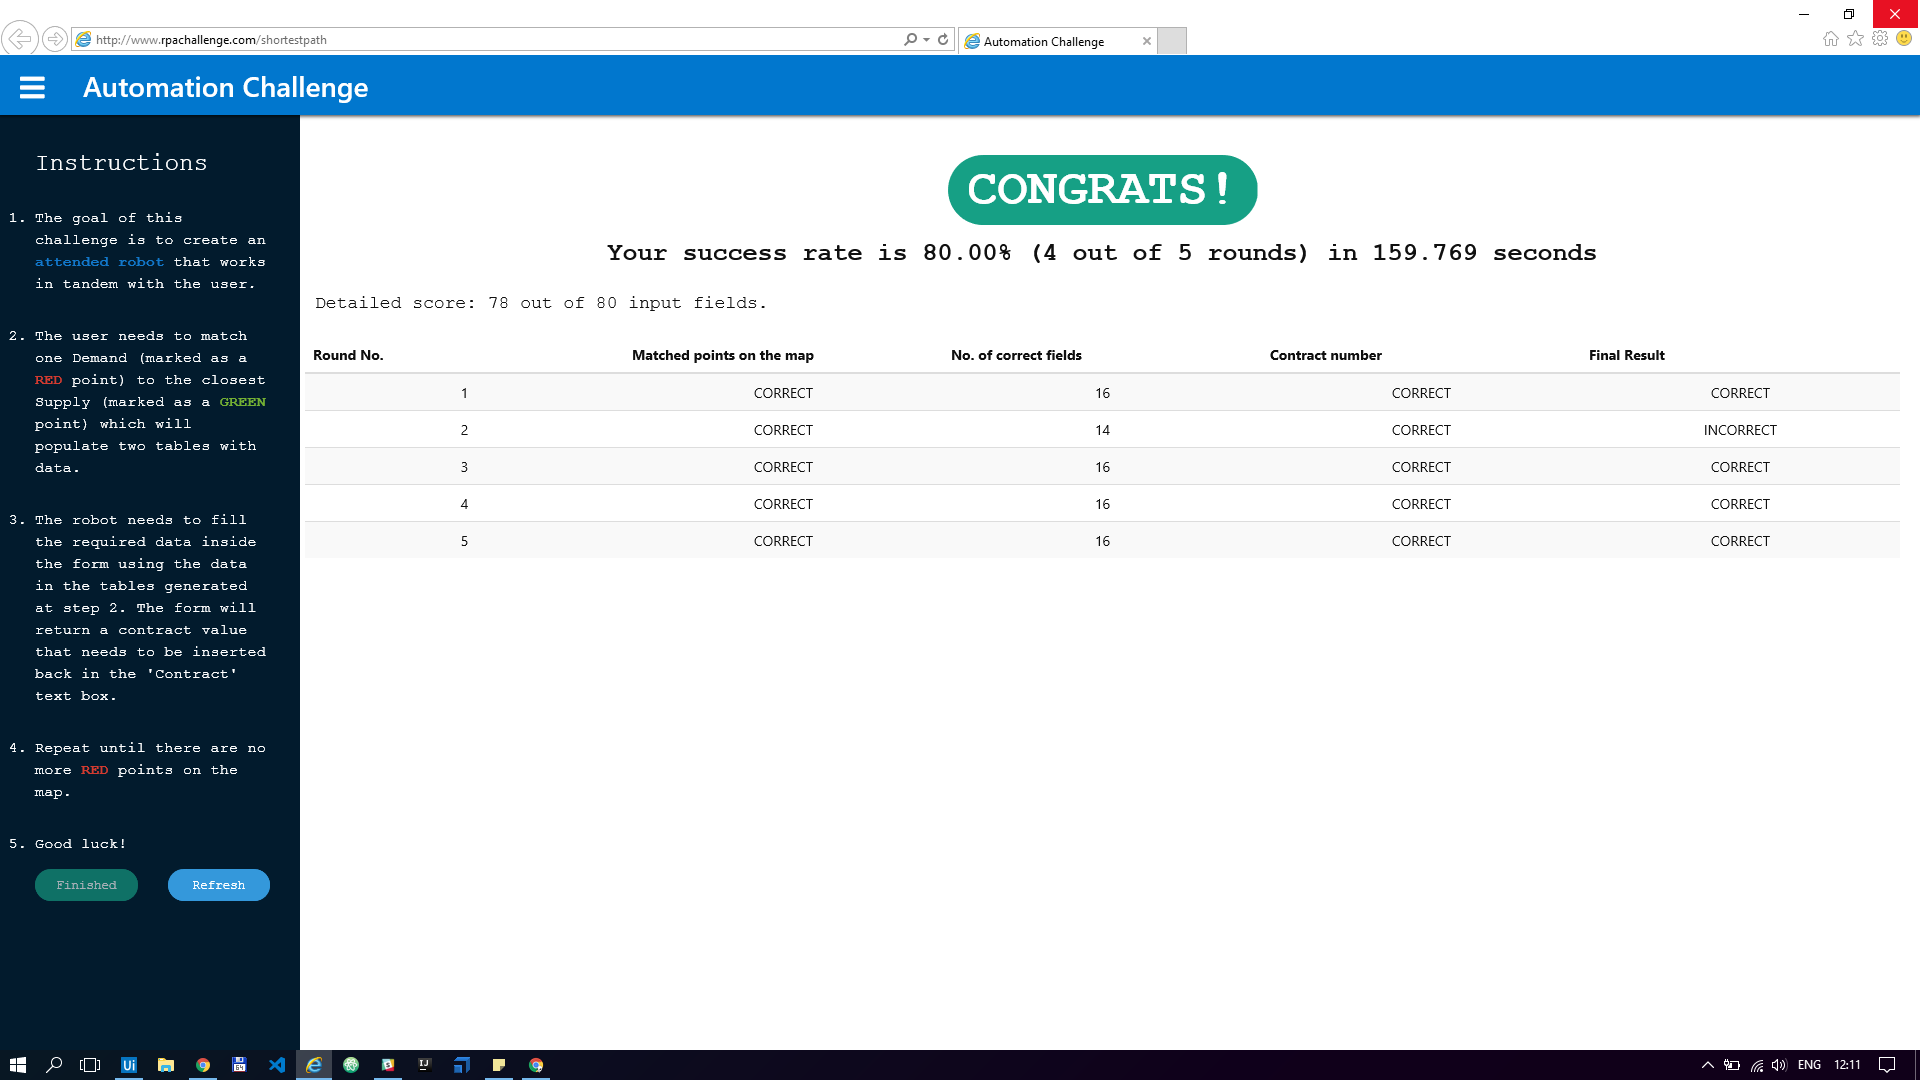 http://www.rpachallenge.com/shortestpath
Automation Challenge
Automation Challenge
Instructions
1. The goal of this
challenge is to create an
attended robot that works
in tandem with the user.
2. The user needs to match
one Demand (marked as a
RED point) to the closest
Supply (marked as a GREEN
point) which will
populate two tables with
data.
3. The robot needs to fill
the required data inside
the form using the data
in the tables generated
at step 2. The form will
return a contract value
that needs to be inserted
back in the 'Contract'
text box.
4. Repeat until there are no
more RED points on the
map.
5. Good luck!
Finished Refresh
CONGRATS!
Your success rate is 80.00% (4 out of 5 rounds) in 159.769 seconds
Detailed score: 78 out of 80 input fields.
Round No. Matched points on the map No. of correct fields Contract number Final Result
1 CORRECT 16 CORRECT CORRECT
2 CORRECT 14 CORRECT INCORRECT
3 CORRECT 16 CORRECT CORRECT
4 CORRECT 16 CORRECT CORRECT
5 CORRECT 16 CORRECT CORRECT
Ui
IJ
ENG 12:11